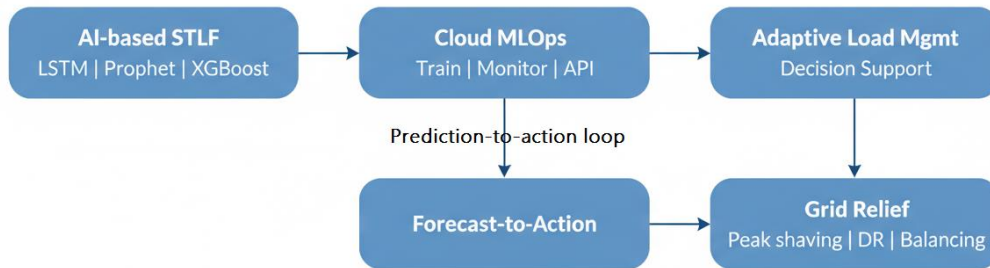 AI-based STLF
LSTM | Prophet | XGBoost
Cloud MLOps
Train | Monitor | API
Adaptive Load Mgmt
Decision Support
Prediction-to-action loop
Forecast-to-Action
Grid Relief
Peak shaving | DR | Balancing